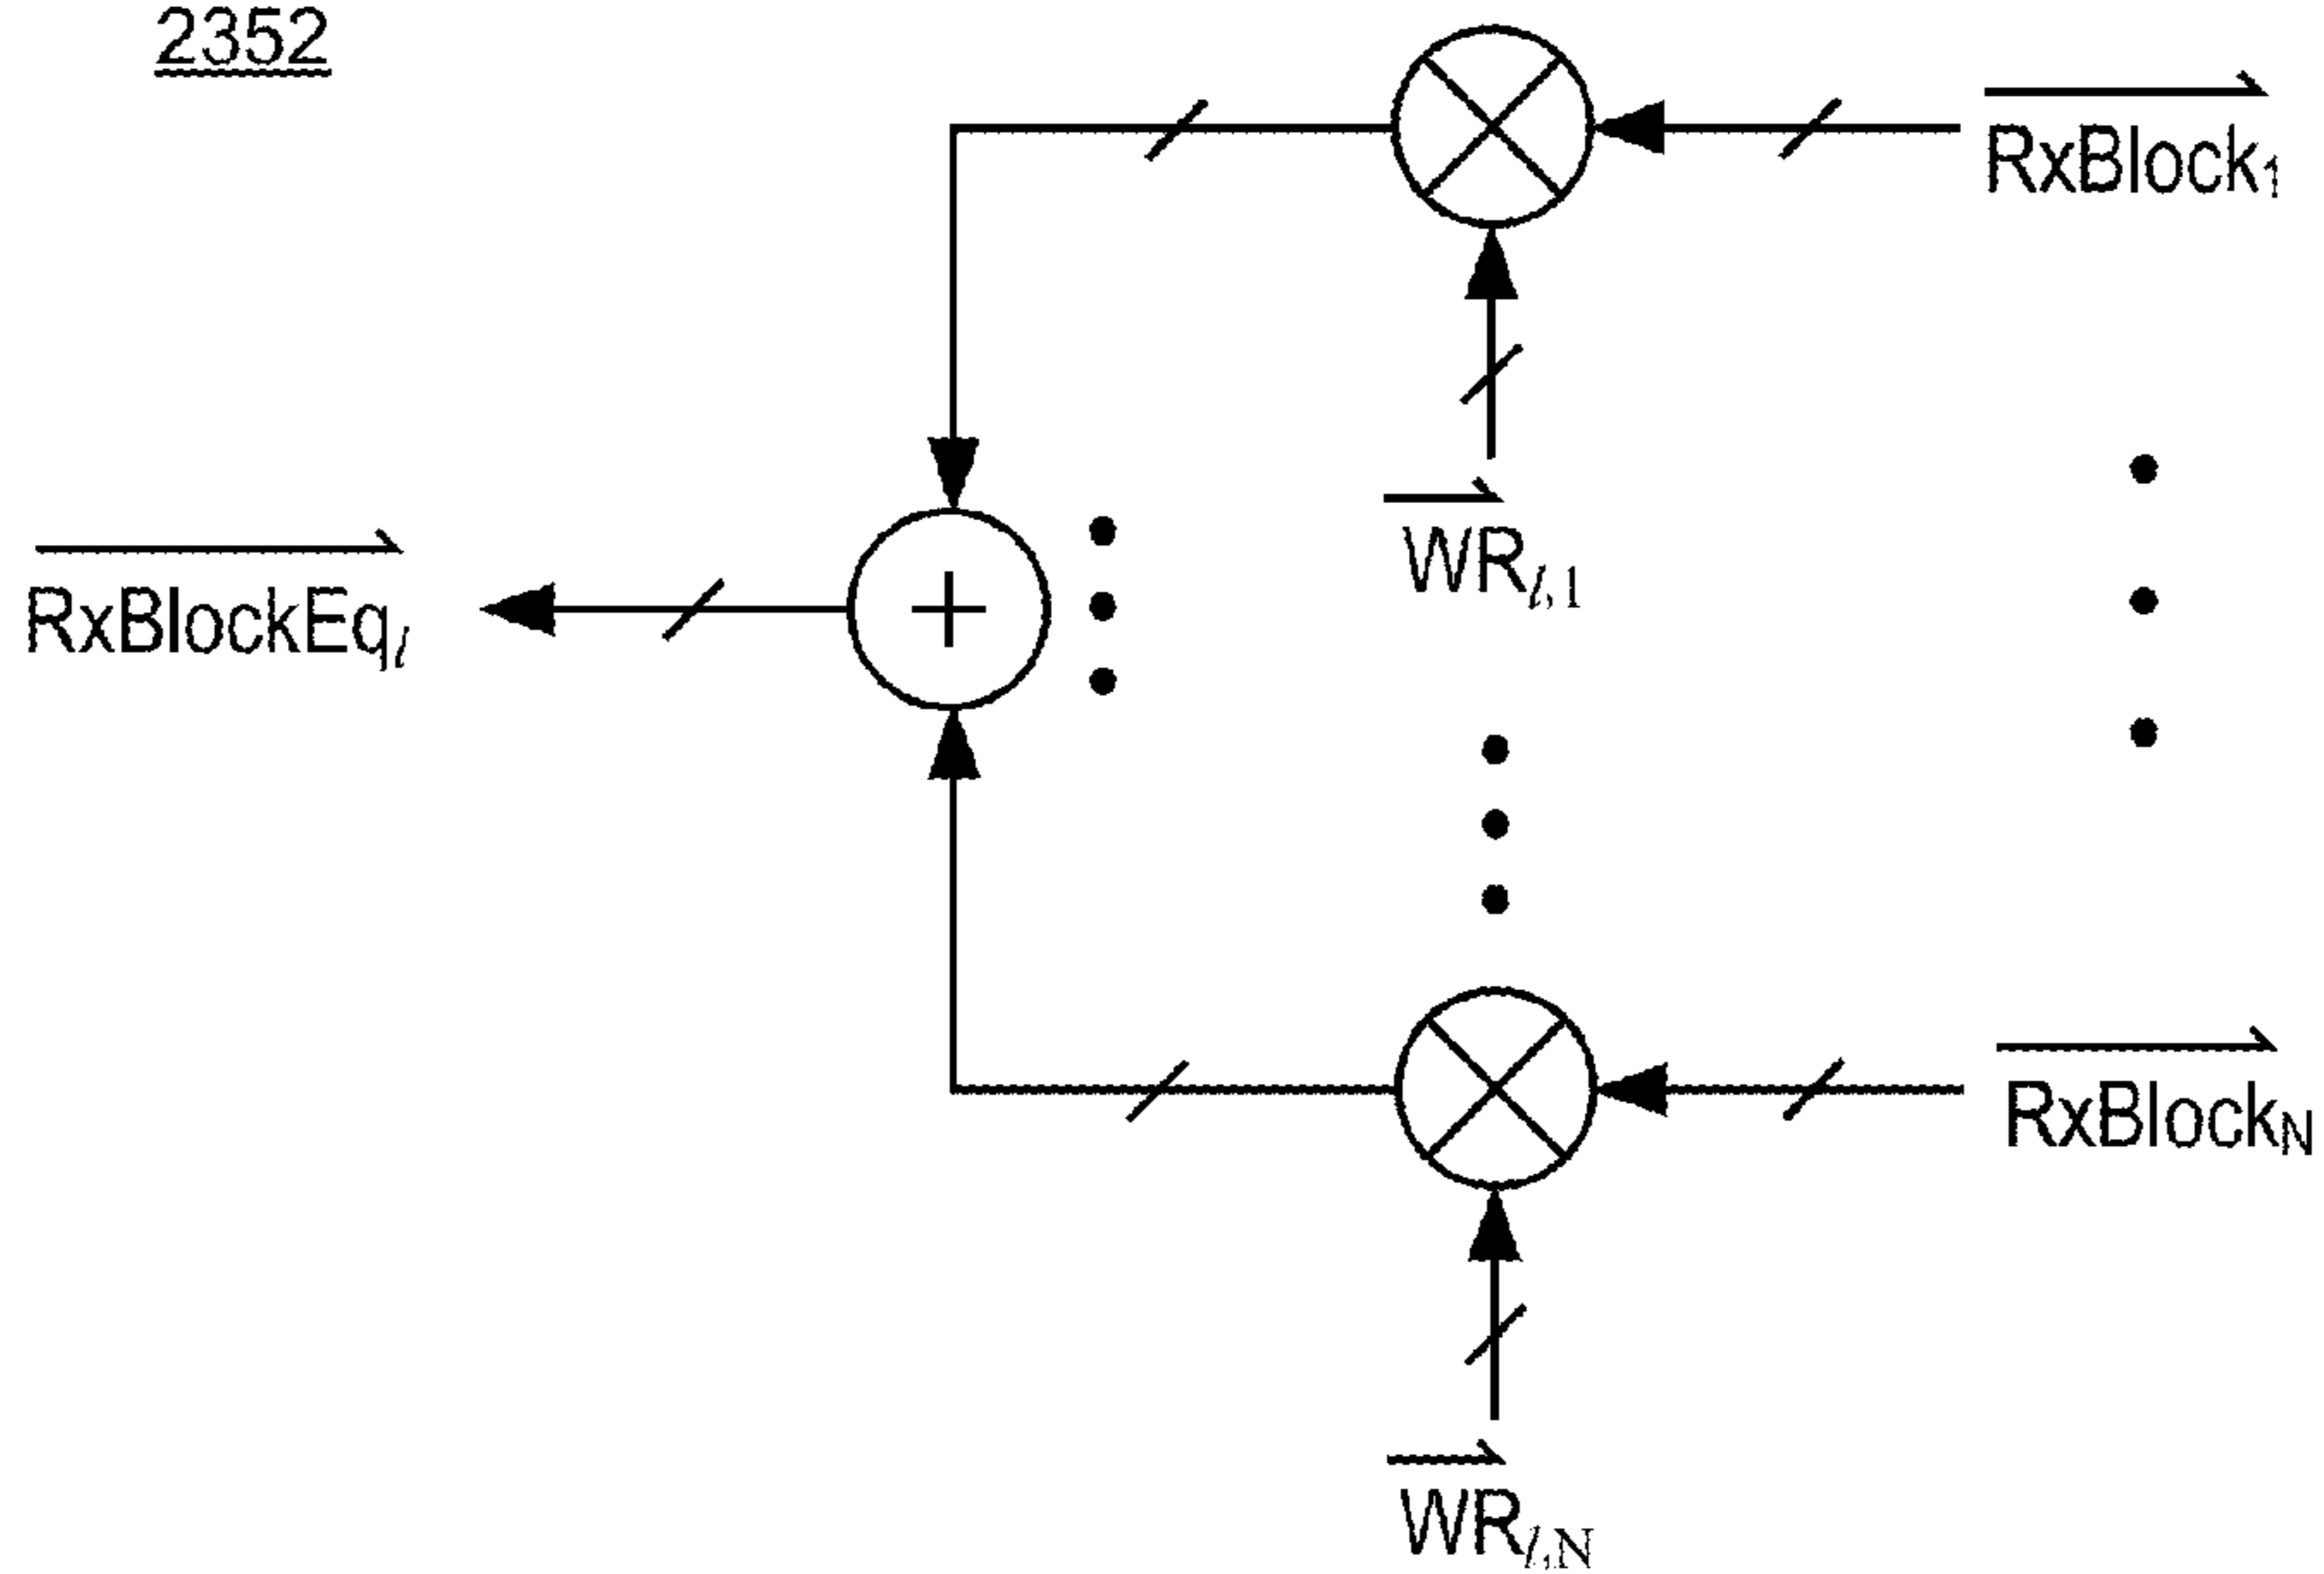 2352
RxBlock1
WRl,1
RxBlockEql
+
RxBlockN
WRl,N